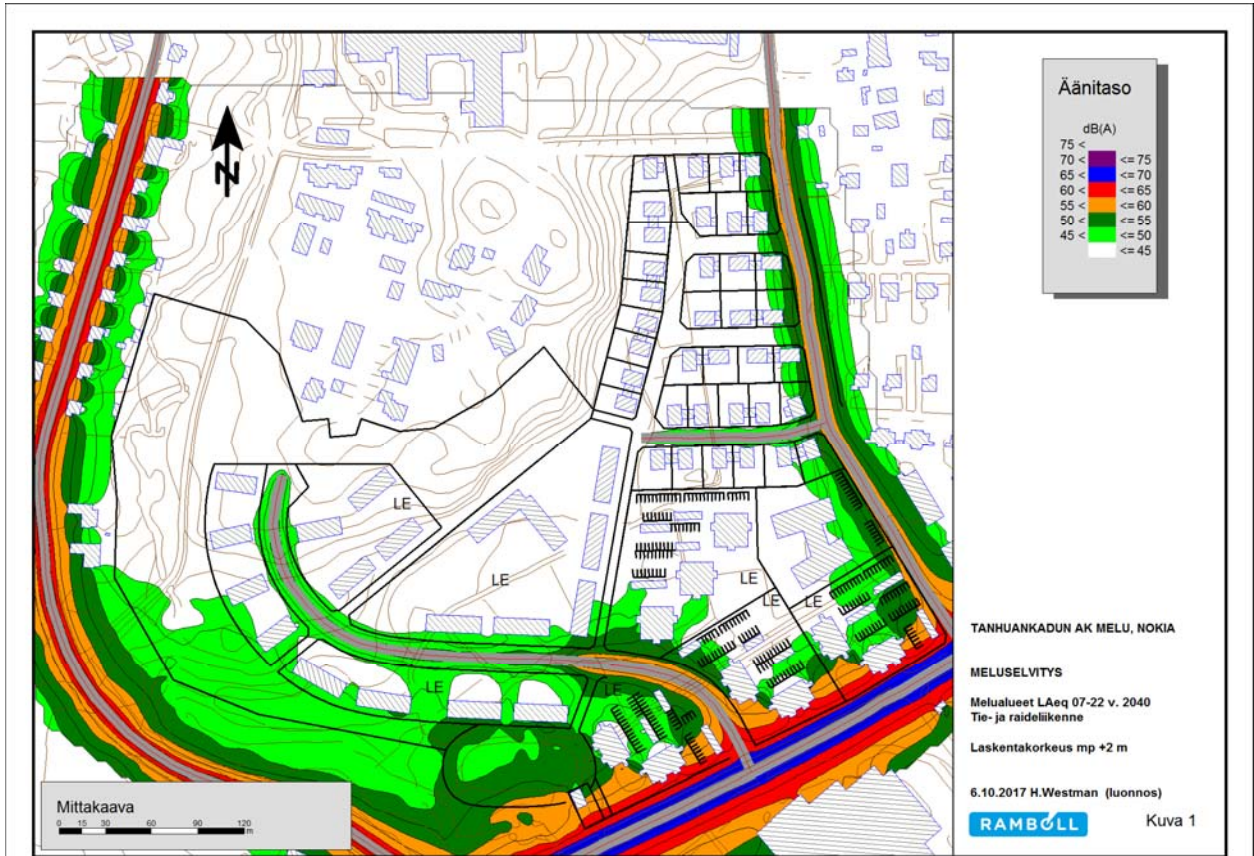 N
LE
LE
LE
LE
LE
LE
LE
Mittakaava
0 15 30 60 90 120
m
Äänitaso
dB(A)
75 <
70 < <= 75
65 < <= 70
60 < <= 65
55 < <= 60
50 < <= 55
45 < <= 50
<= 45
TANHUANKADUN AK MELU, NOKIA
MELUSELVITYS
Melualueet LAeq 07-22 v. 2040
Tie- ja raideliikenne
Laskentakorkeus mp +2 m
6.10.2017 H.Westman (luonnos)
RAMBOLL
Kuva 1